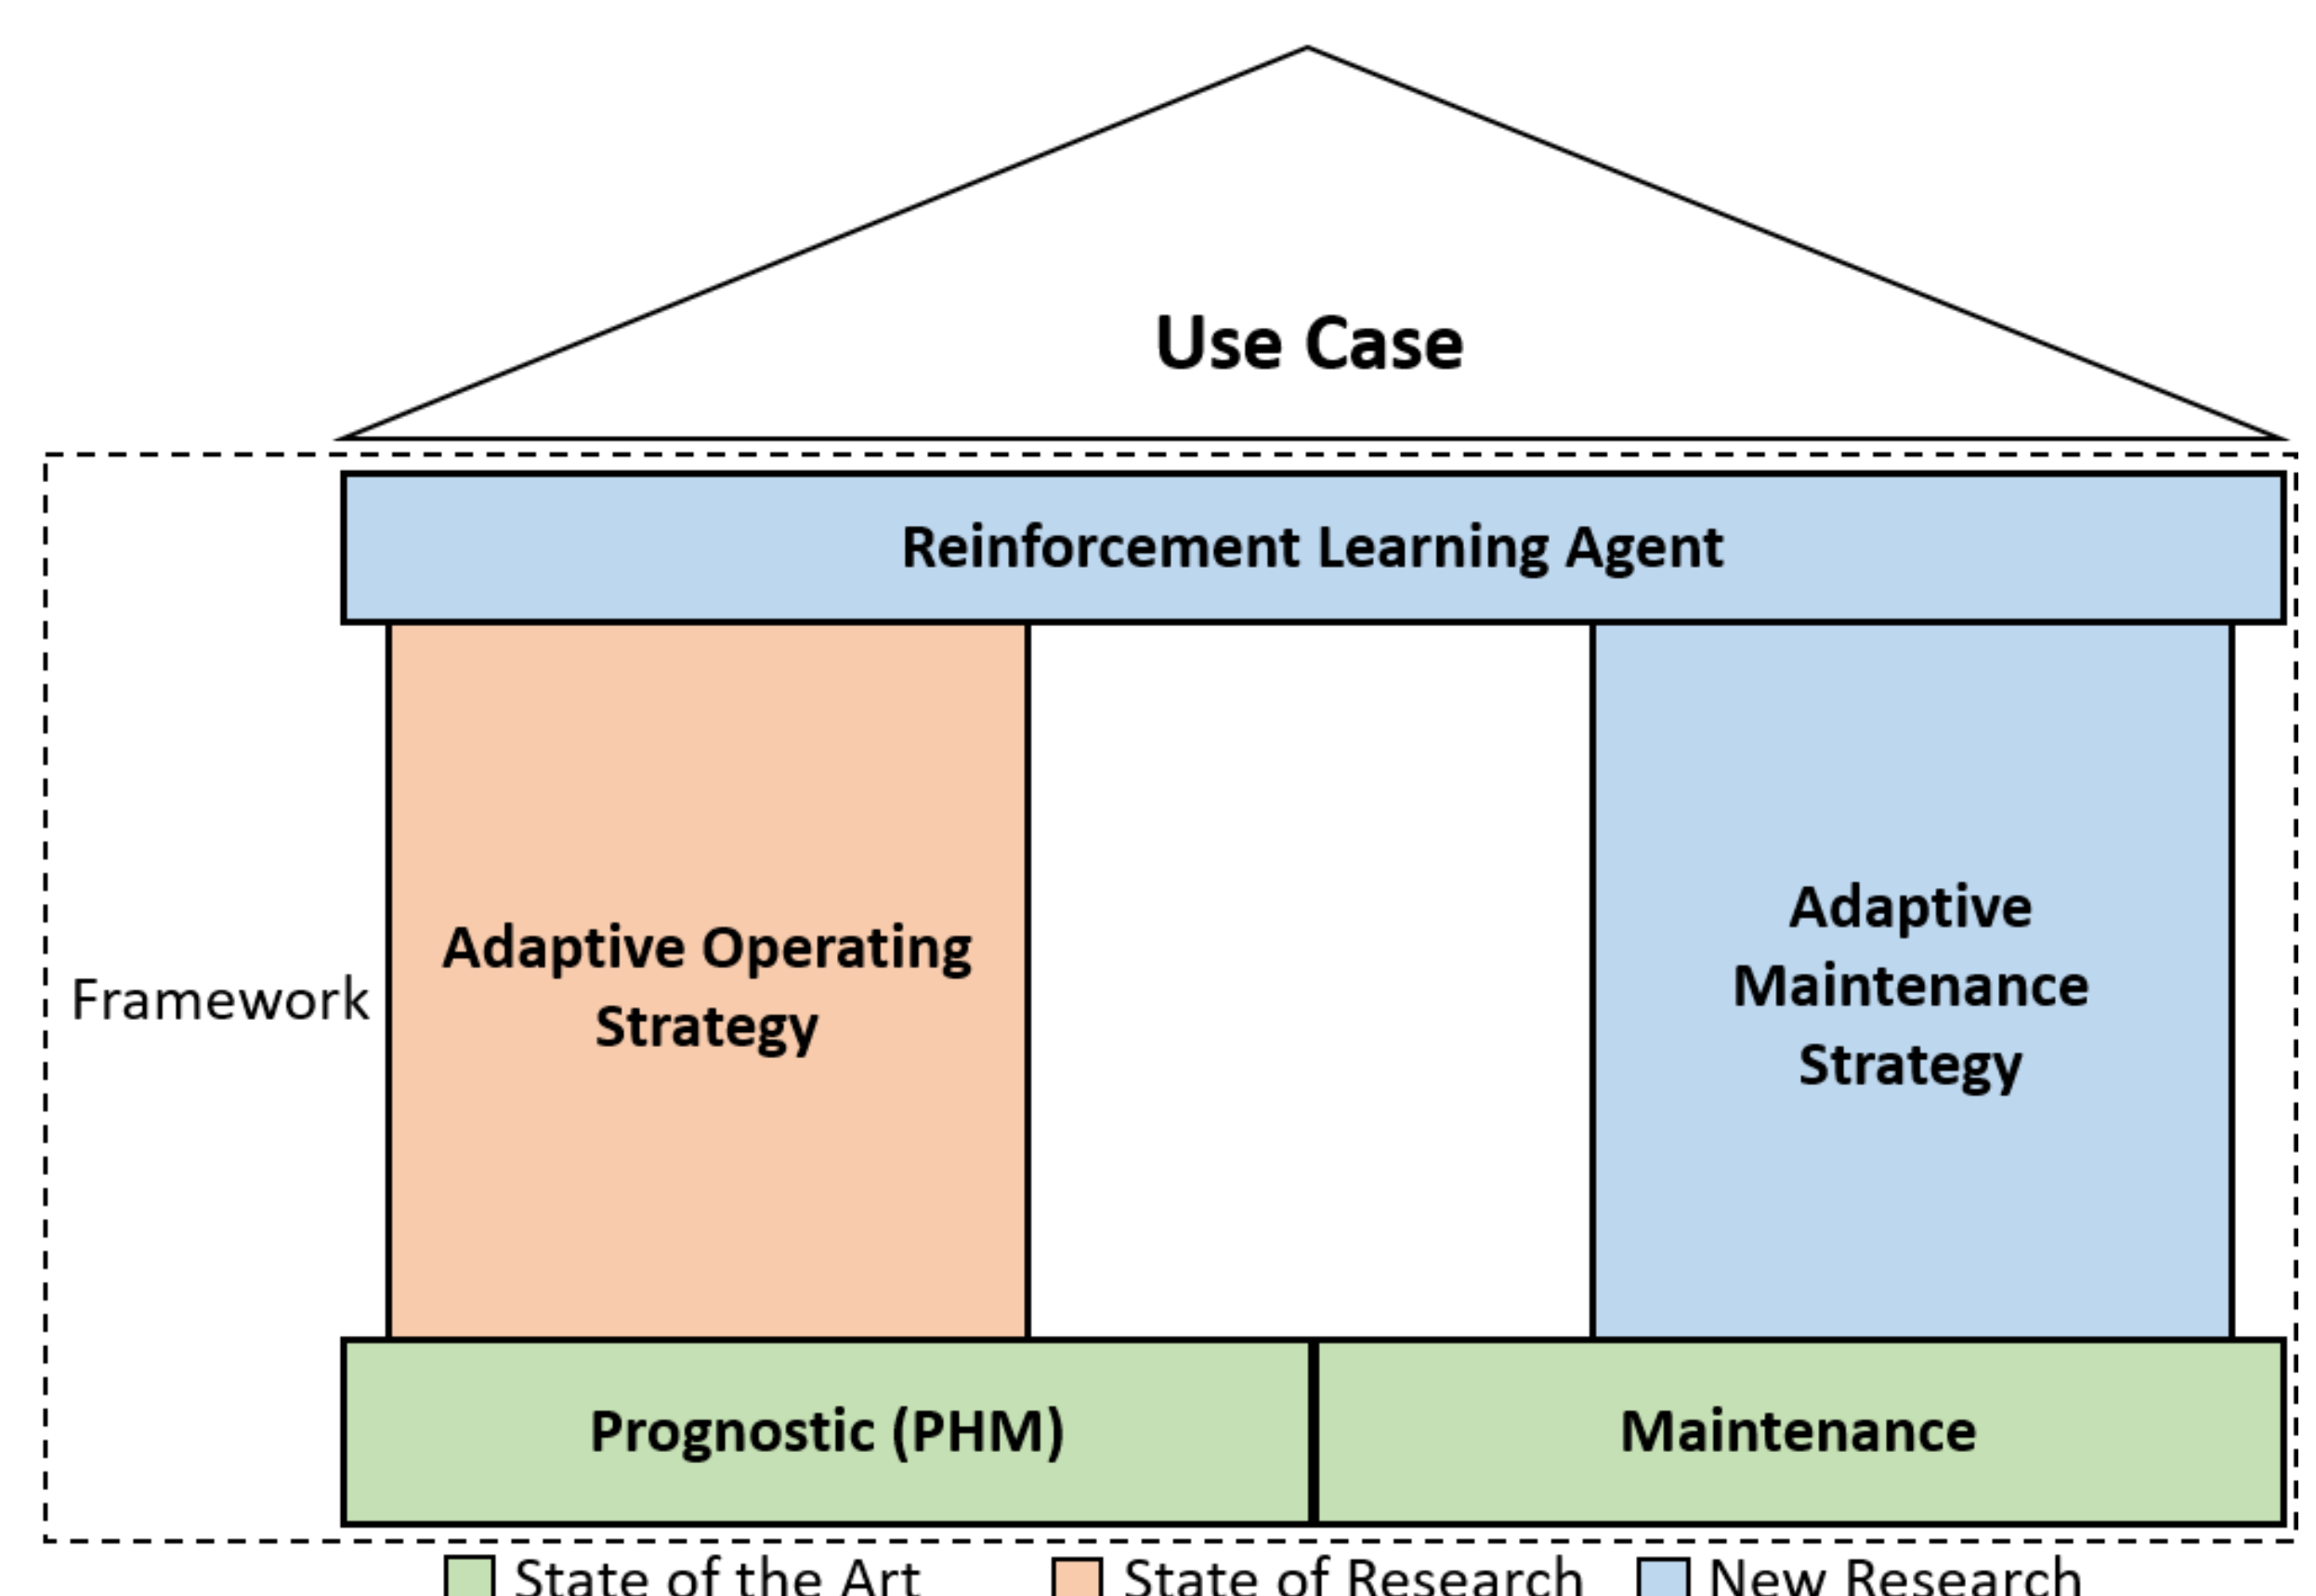 Use Case
Reinforcement Learning Agent
Framework
Adaptive Operating
Strategy
Adaptive
Maintenance
Strategy
Prognostic (PHM)
Maintenance
State of the Art
State of Research
New Research